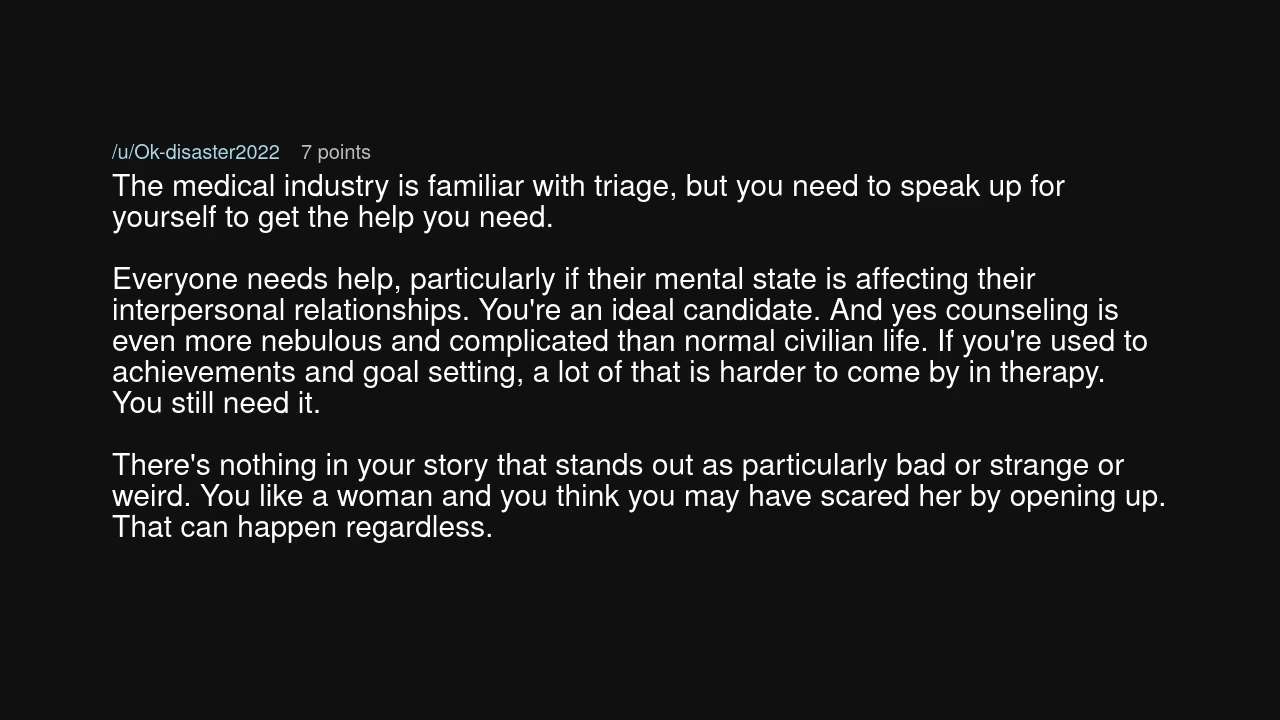 /u/Ok-disaster2022 7 points
The medical industry is familiar with triage, but you need to speak up for
yourself to get the help you need.
Everyone needs help, particularly if their mental state is affecting their
interpersonal relationships. You're an ideal candidate. And yes counseling is
even more nebulous and complicated than normal civilian life. If you're used to
achievements and goal setting, a lot of that is harder to come by in therapy.
You still need it.
There's nothing in your story that stands out as particularly bad or strange or
weird. You like a woman and you think you may have scared her by opening up.
That can happen regardless.